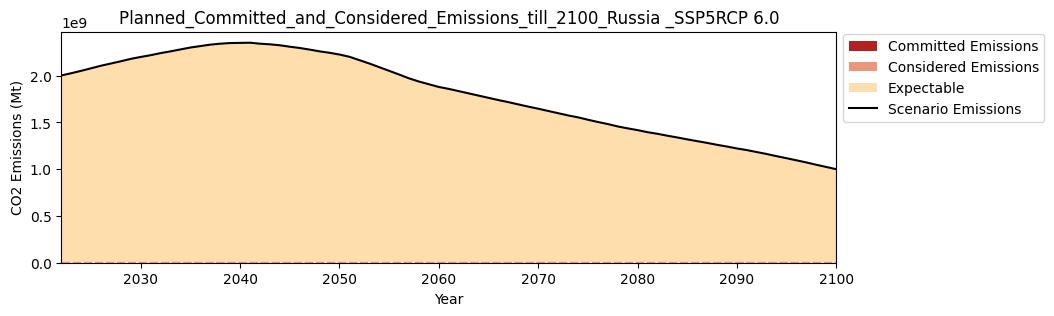 Planned_Committed_and_Considered_Emissions_till_2100_Russia _SSP5RCP 6.0
1e9
2.0
1.5
1.0
0.5
0.0
CO2 Emissions (Mt)
2030 2040 2050 2060 2070 2080 2090 2100
Year
Committed Emissions
Considered Emissions
Expectable
Scenario Emissions